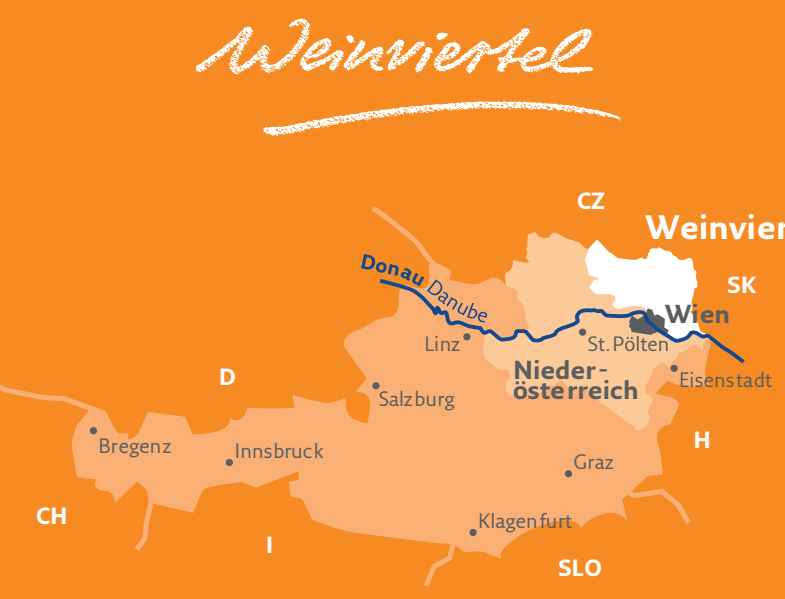 Weinviertel
CZ
Weinvier
SK
Donau Danube
Wien
Linz
St. Pölten
Nieder-
österreich
Eisenstadt
D
Salzburg
Bregenz
Innsbruck
H
Graz
CH
Klagenfurt
I
SLO